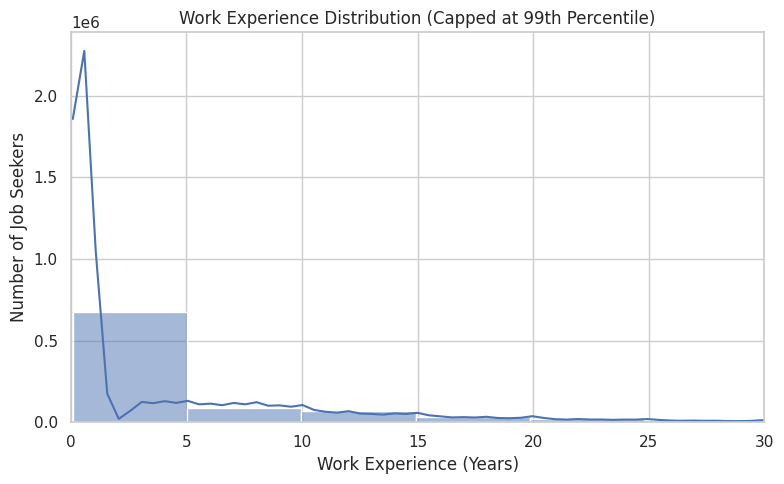 Work Experience Distribution (Capped at 99th Percentile)
1e6
2.0
1.5
1.0
0.5
0.0
Number of Job Seekers
0 5 10 15 20 25 30
Work Experience (Years)